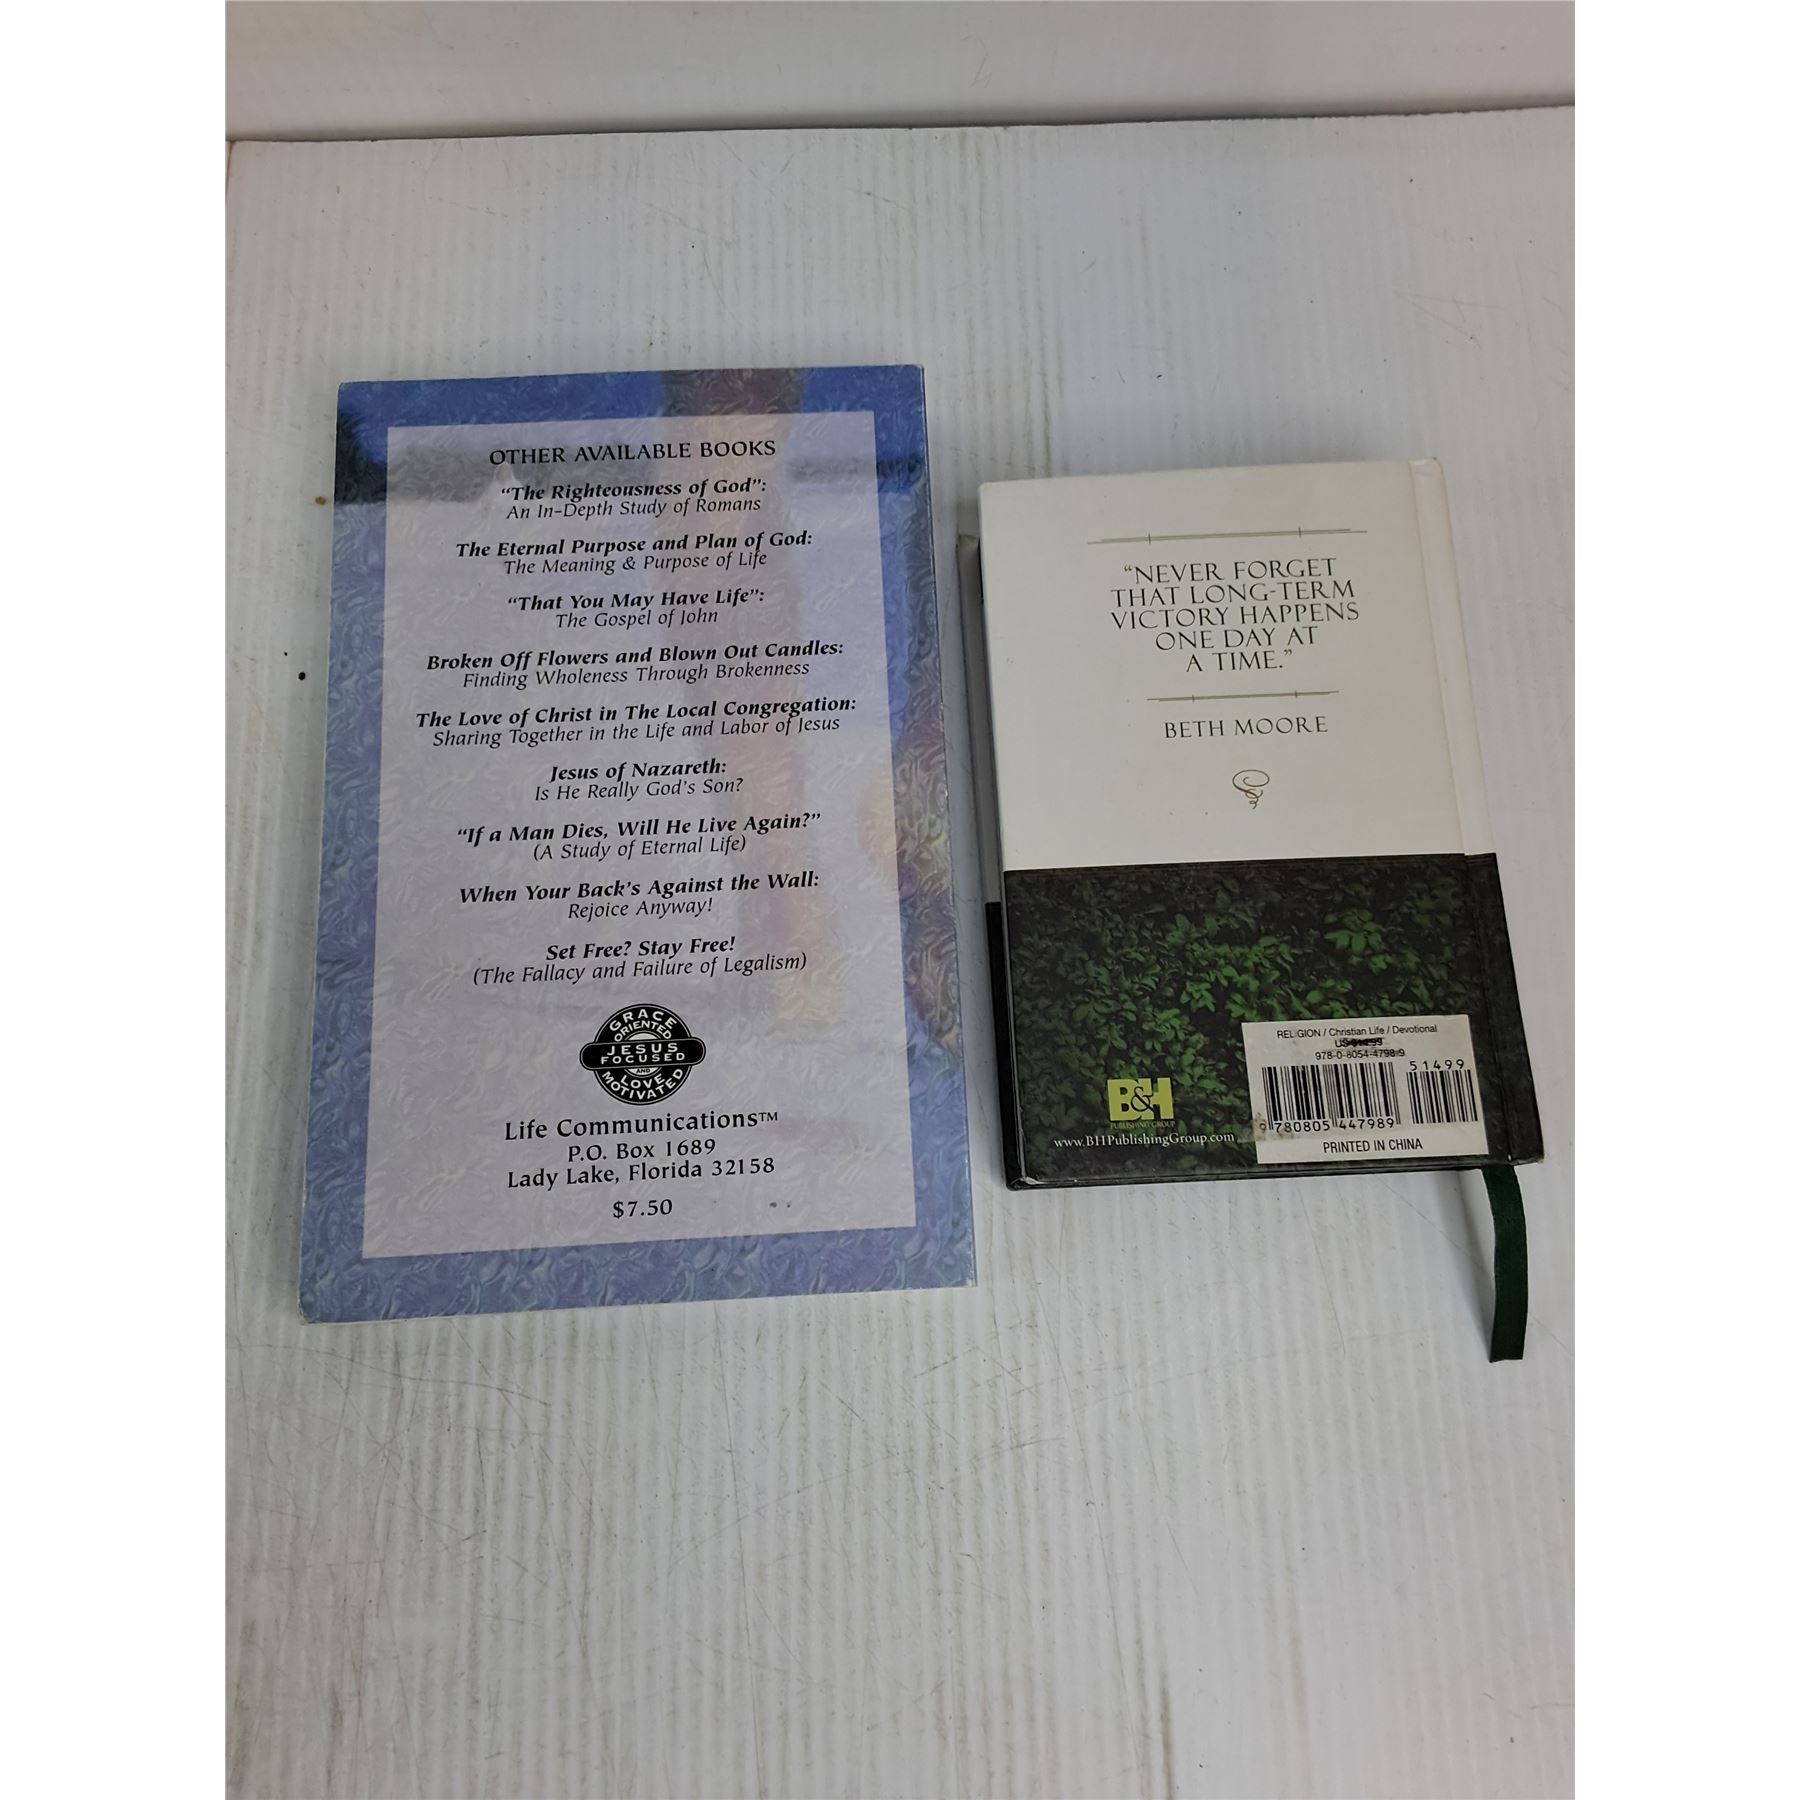 OTHER AVAILABLE BOOKS
"The Righteousness of God":
An In-Depth Study of Romans
The Eternal Purpose and Plan of God:
The Meaning & Purpose of Life
"That You May Have Life":
The Gospel of John
Broken Off Flowers and Blown Out Candles:
Finding Wholeness Through Brokenness
The Love of Christ in The Local Congregation:
Sharing Together in the Life and Labor of Jesus
Jesus of Nazareth:
Is He Really God's Son?
"If a Man Dies, Will He Live Again?"
(A Study of Eternal Life)
When Your Back's Against the Wall:
Rejoice Anyway!
Set Free? Stay Free!
(The Fallacy and Failure of Legalism)
GRACE
ORIENTED
JESUS
FOCUSED
AND
LOVE
MOTIVATED
Life Communications™
P.O. Box 1689
Lady Lake, Florida 32158
$7.50
"NEVER FORGET
THAT LONG-TERM
VICTORY HAPPENS
ONE DAY AT
A TIME."
BETH MOORE
B&H
PUBLISHING GROUP
www.BHPublishingGroup.com
RELIGION / Christian Life / Devotional
US $14.99
978-0-8054-4798-9
51499
9 780805 447989
PRINTED IN CHINA